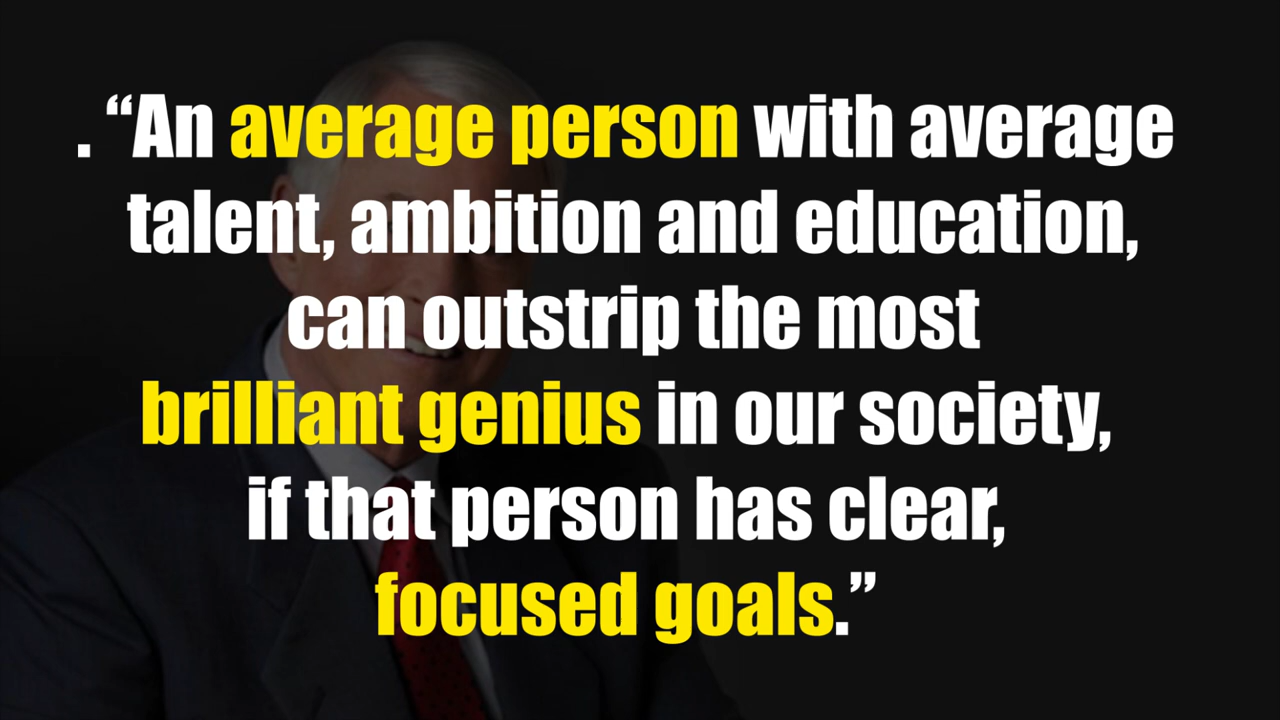 . “An average person with average
talent, ambition and education,
can outstrip the most
brilliant genius in our society,
if that person has clear,
focused goals.”